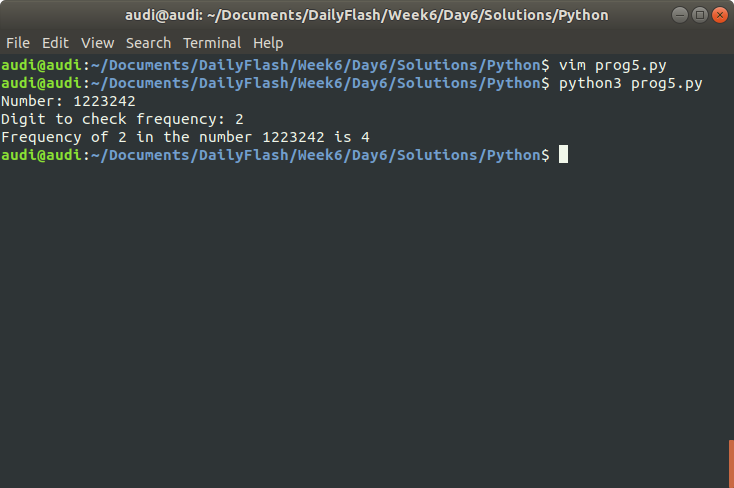 audi@audi: ~/Documents/DailyFlash/Week6/Day6/Solutions/Python
File Edit View Search Terminal Help
audi@audi:~/Documents/DailyFlash/Week6/Day6/Solutions/Python$ vim prog5.py
audi@audi:~/Documents/DailyFlash/Week6/Day6/Solutions/Python$ python3 prog5.py
Number: 1223242
Digit to check frequency: 2
Frequency of 2 in the number 1223242 is 4
audi@audi:~/Documents/DailyFlash/Week6/Day6/Solutions/Python$